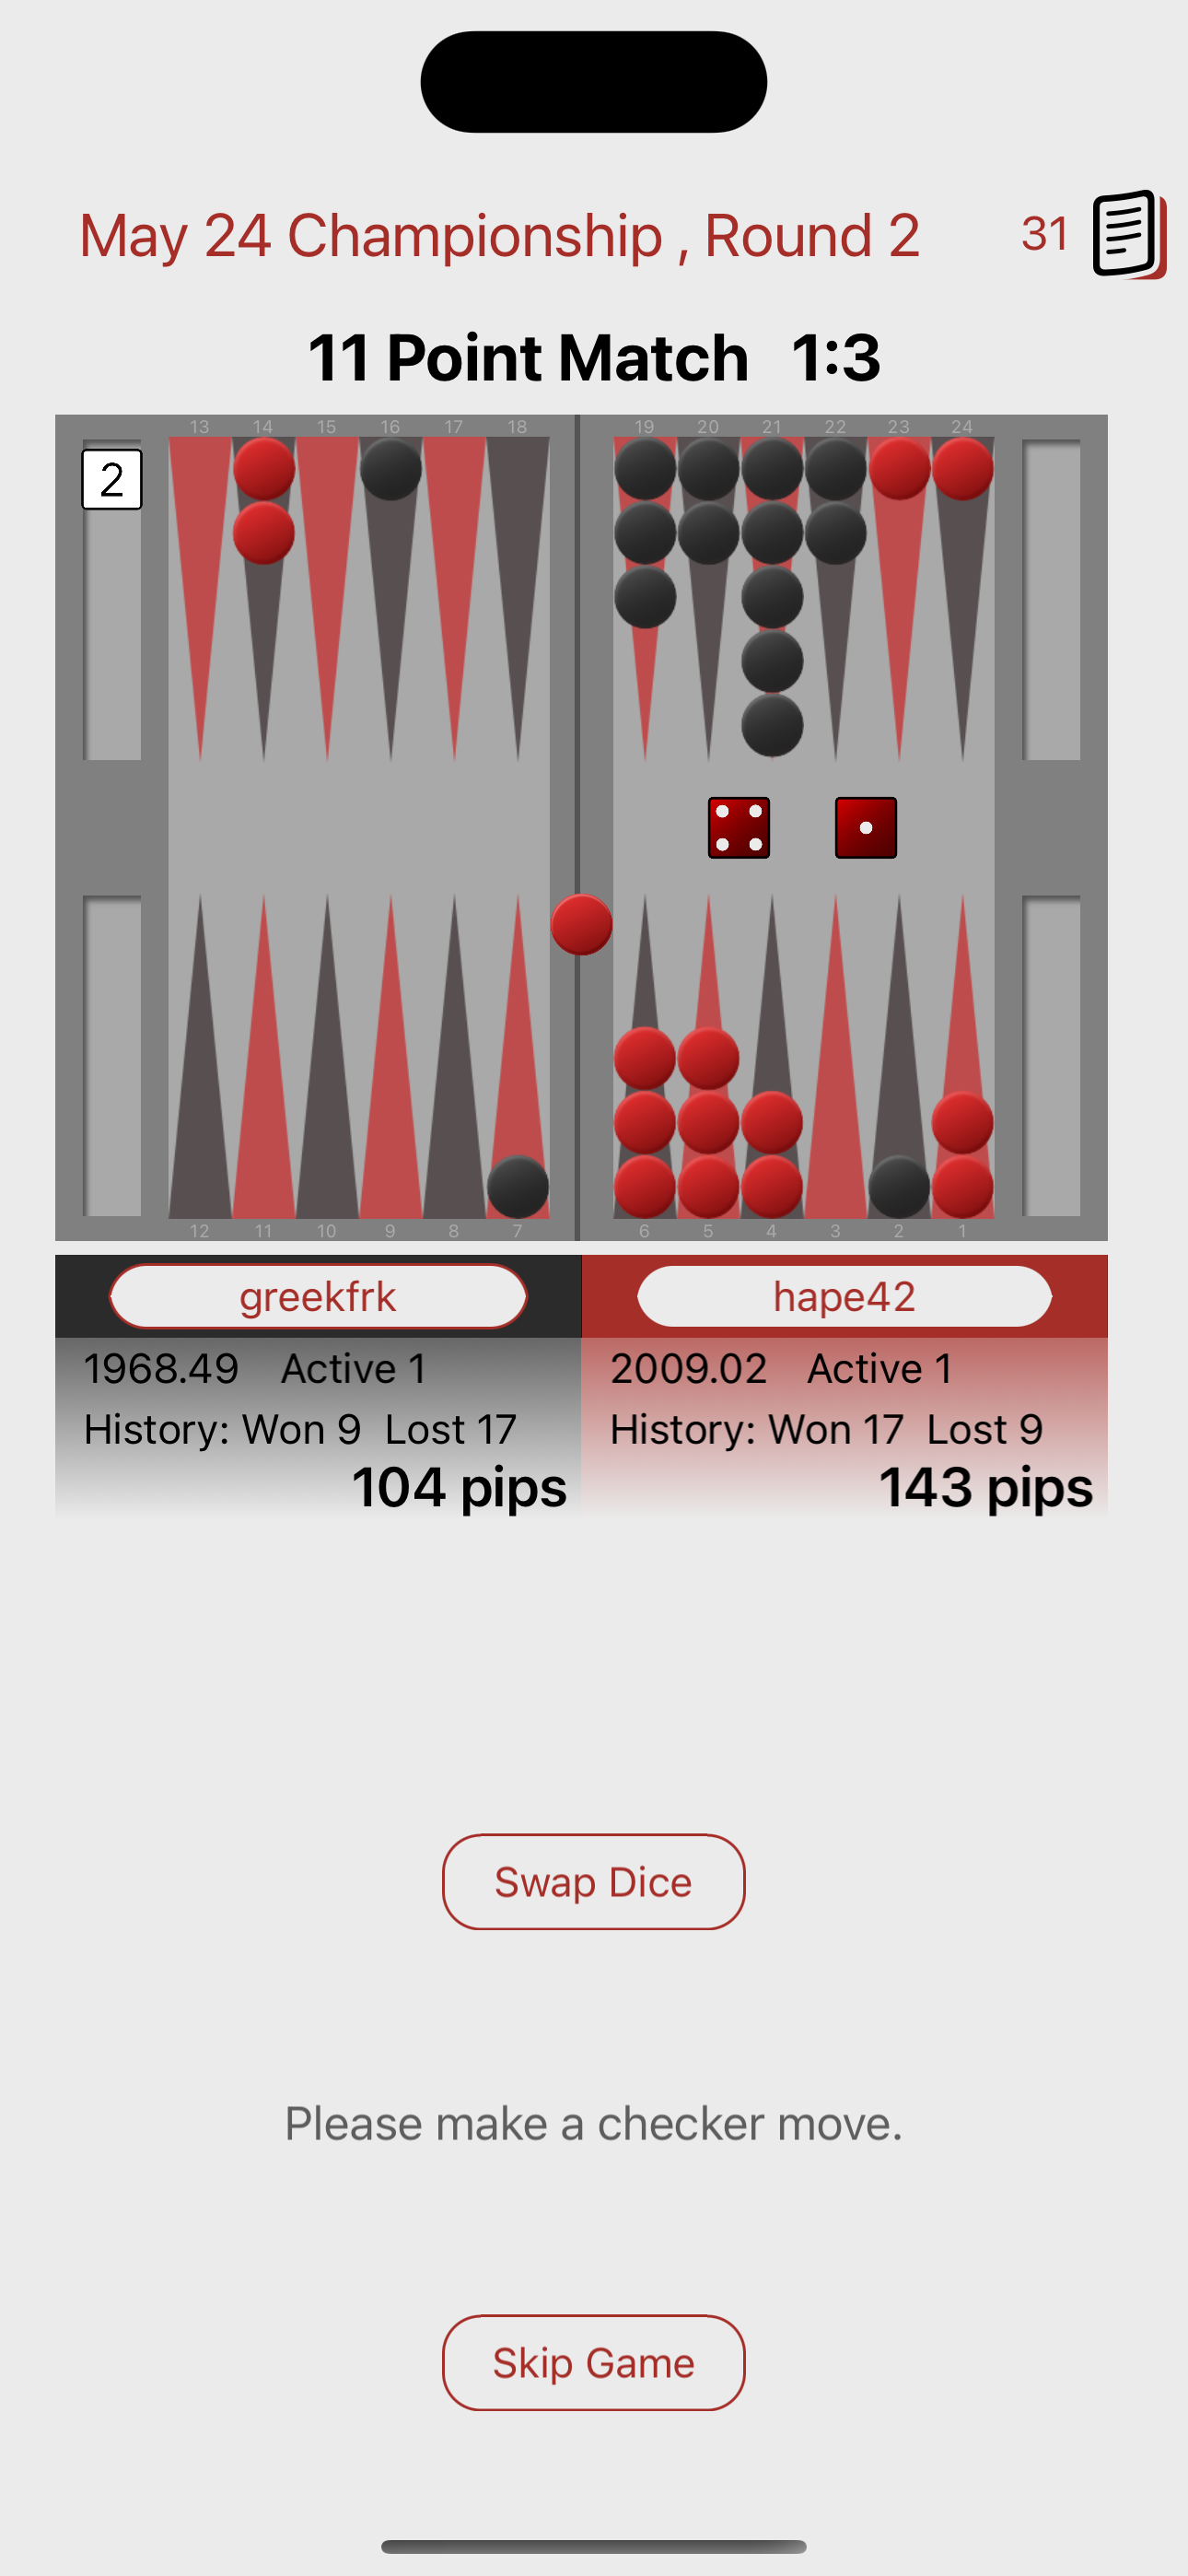 May 24 Championship , Round 2 31
11 Point Match 1:3
13 14 15 16 17 18 19 20 21 22 23 24
2
12 11 10 9 8 7 6 5 4 3 2 1
greekfrk hape42
1968.49 Active 1 2009.02 Active 1
History: Won 9 Lost 17 History: Won 17 Lost 9
104 pips 143 pips
Swap Dice
Please make a checker move.
Skip Game